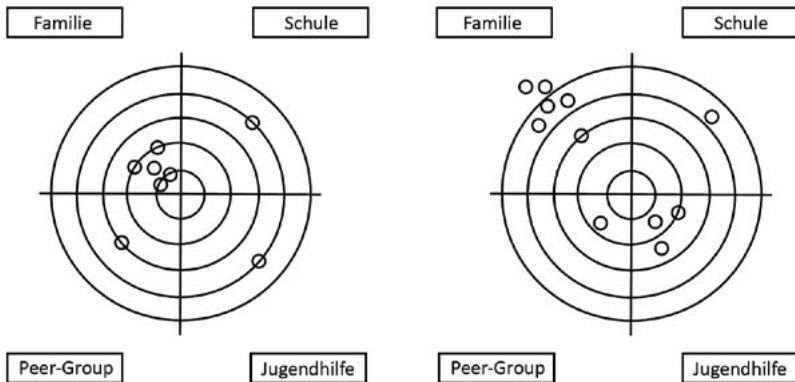 Familie
Schule
Familie
Schule
Peer-Group
Jugendhilfe
Peer-Group
Jugendhilfe